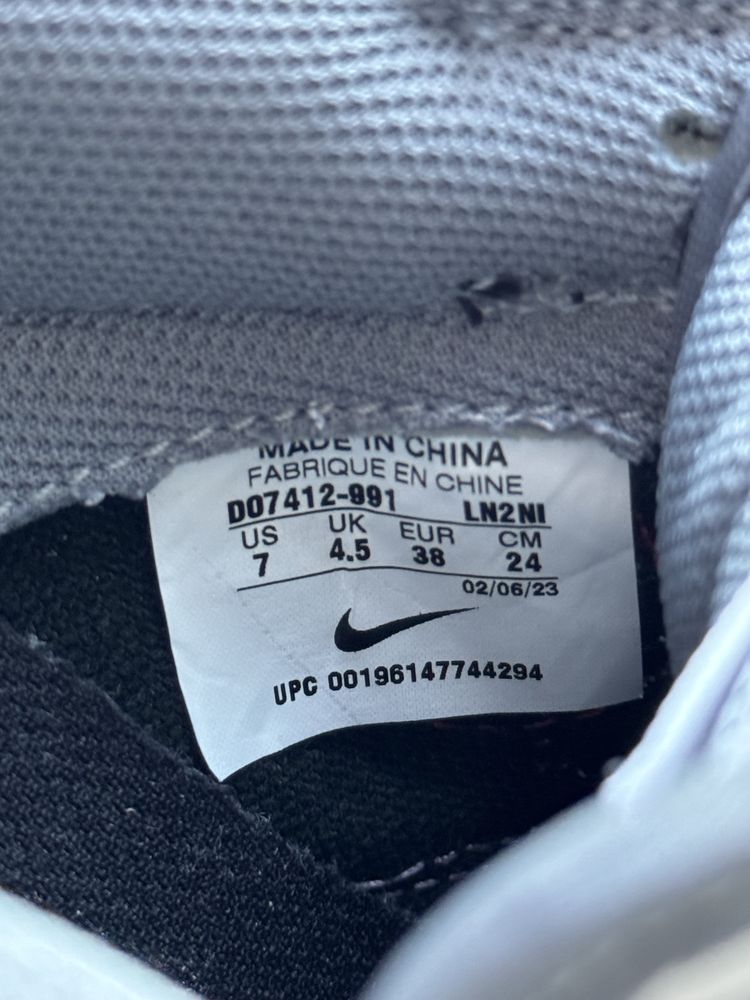 MADE IN CHINA
FABRIQUE EN CHINE
DO7412-991 LN2NI
US UK EUR CM
7 4.5 38 24
02/06/23
UPC 00196147744294